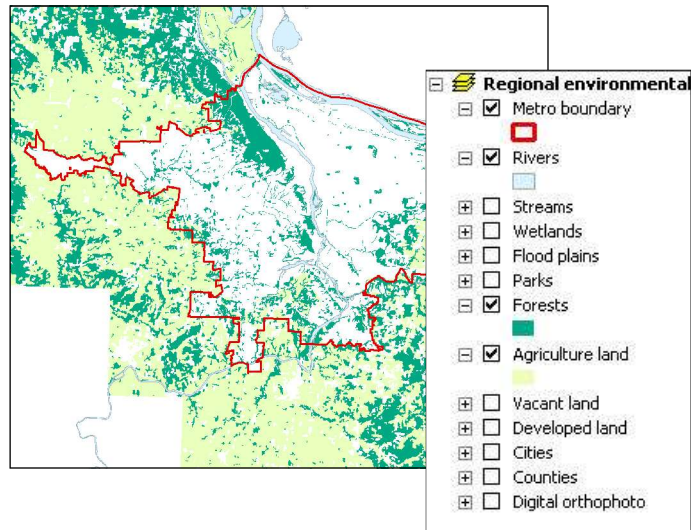 Regional environmental
Metro boundary
Rivers
Streams
Wetlands
Flood plains
Parks
Forests
Agriculture land
Vacant land
Developed land
Cities
Counties
Digital orthophoto